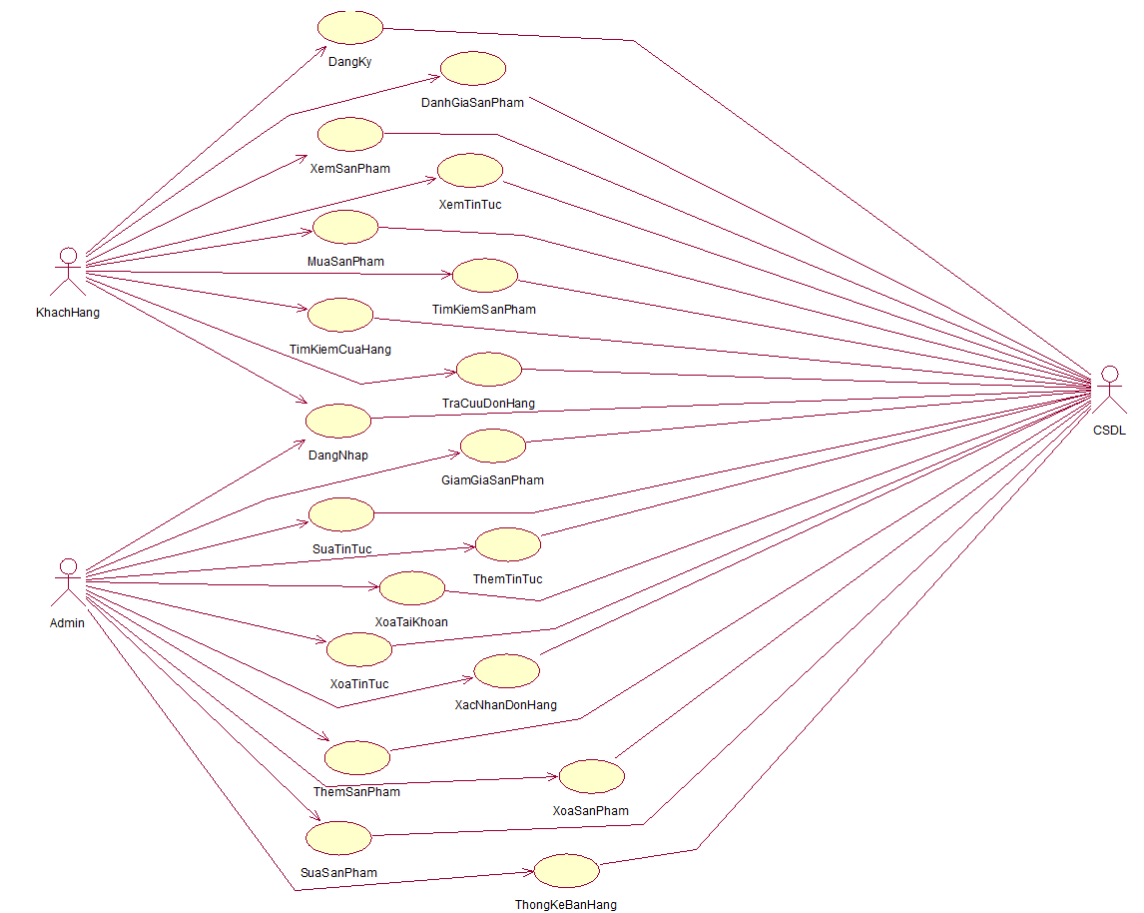 DangKy
DanhGiaSanPham
XemSanPham
XemTinTuc
MuaSanPham
KhachHang
TimKiemSanPham
TimKiemCuaHang
TraCuuDonHang
CSDL
DangNhap
GiamGiaSanPham
SuaTinTuc
ThemTinTuc
Admin
XoaTaiKhoan
XoaTinTuc
XacNhanDonHang
ThemSanPham
XoaSanPham
SuaSanPham
ThongKeBanHang